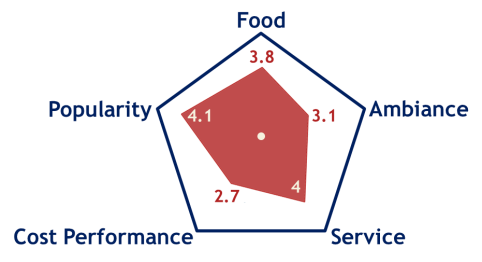 Food
3.8
Popularity
4.1
3.1
Ambiance
2.7
4
Cost Performance
Service